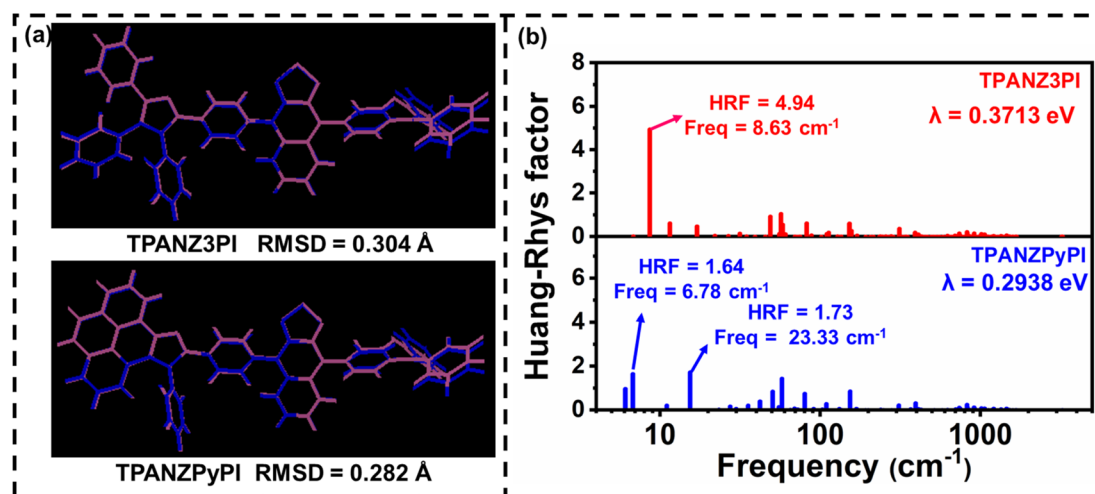 (a)
TPANZ3PI RMSD = 0.304 Å
TPANZPyPI RMSD = 0.282 Å
(b)
Huang-Rhys factor
8
6
4
2
0
TPANZ3PI
λ = 0.3713 eV
HRF = 4.94
Freq = 8.63 cm-1
6
4
2
0
TPANZPyPI
λ = 0.2938 eV
HRF = 1.64
Freq = 6.78 cm-1
HRF = 1.73
Freq = 23.33 cm-1
10 100 1000
Frequency (cm-1)